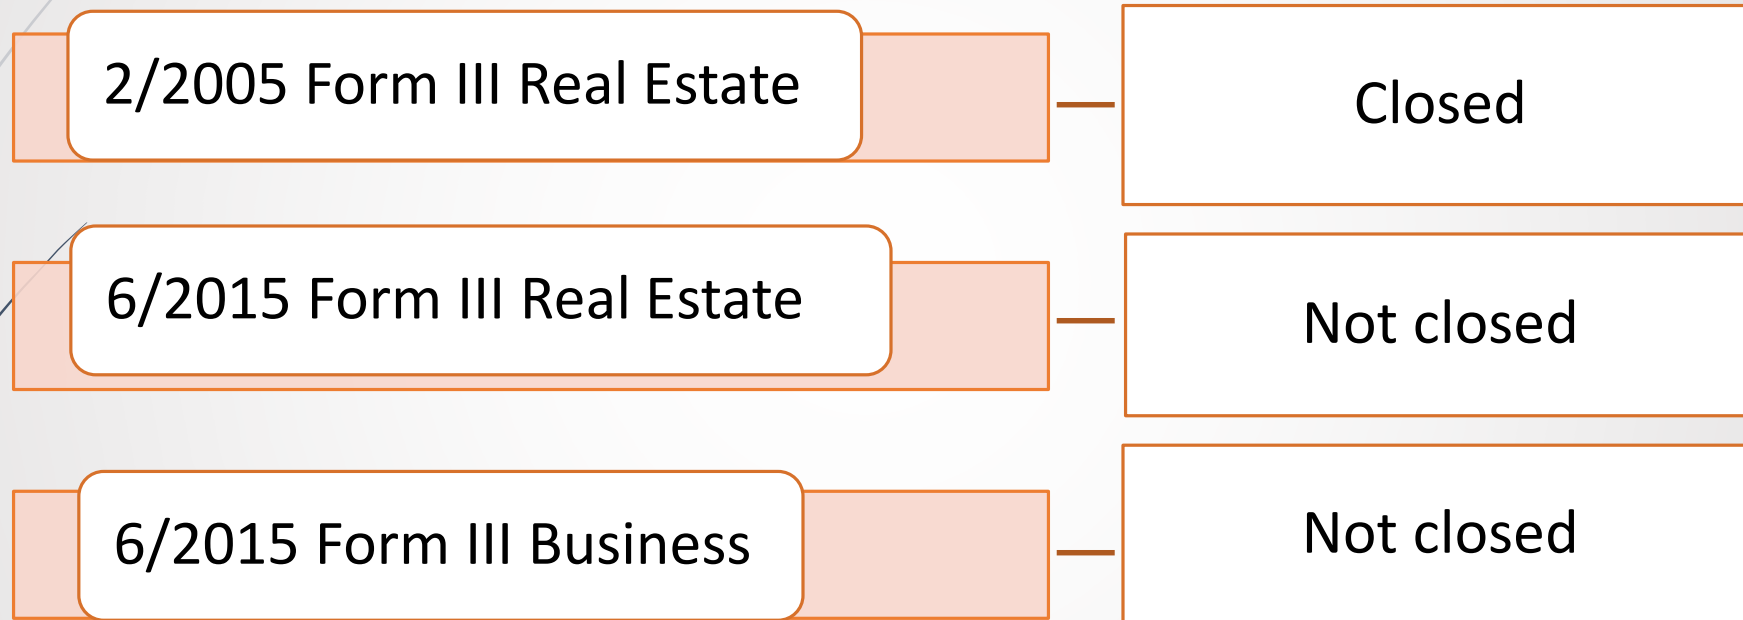 2/2005 Form III Real Estate
Closed
6/2015 Form III Real Estate
Not closed
6/2015 Form III Business
Not closed